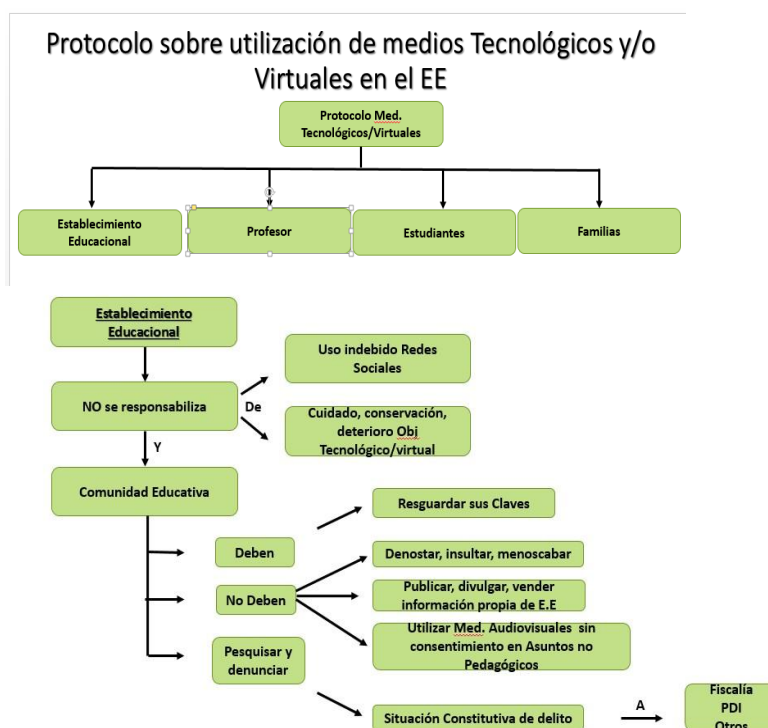 Protocolo sobre utilización de medios Tecnológicos y/o
Virtuales en el EE
Protocolo Med.
Tecnológicos/Virtuales
Establecimiento
Educacional
Profesor
Estudiantes
Familias
Establecimiento
Educacional
NO se responsabiliza
De
Uso indebido Redes
Sociales
Cuidado, conservación,
deterioro Obj
Tecnológico/virtual
Y
Comunidad Educativa
Deben
Resguardar sus Claves
No Deben
Denostar, insultar, menoscabar
Publicar, divulgar, vender
información propia de E.E
Utilizar Med. Audiovisuales sin
consentimiento en Asuntos no
Pedagógicos
Pesquisar y
denunciar
Situación Constitutiva de delito
A
Fiscalía
PDI
Otros